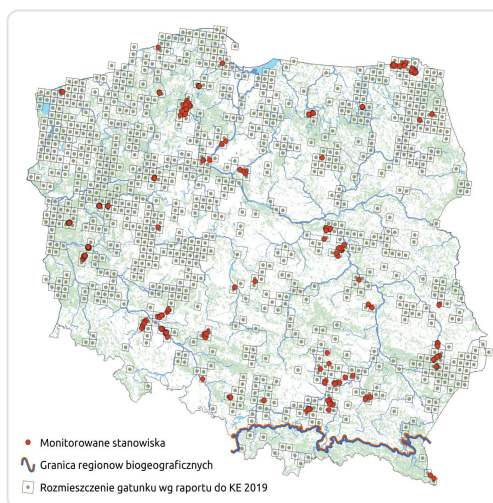 Monitorowane stanowiska
Granica regionow biogeograficznych
Rozmieszczenie gatunku wg raportu do KE 2019